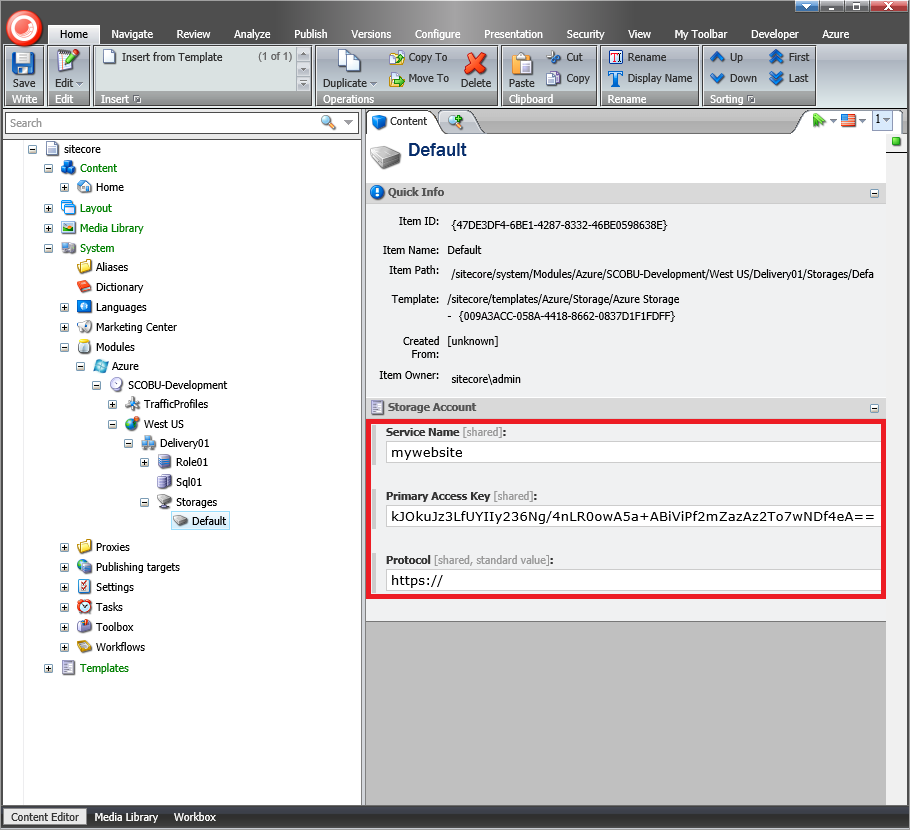 Home Navigate Review Analyze Publish Versions Configure Presentation Security View My Toolbar Developer Azure
Save
Write
Edit
Edit
Insert from Template (1 of 1)
Insert
Duplicate
Copy To
Move To
Delete
Operations
Paste
Cut
Copy
Clipboard
Rename
Display Name
Rename
Up
Down
First
Last
Sorting
Search
sitecore
Content
Home
Layout
Media Library
System
Aliases
Dictionary
Languages
Marketing Center
Modules
Azure
SCOBU-Development
TrafficProfiles
West US
Delivery01
Role01
Sql01
Storages
Default
Proxies
Publishing targets
Settings
Tasks
Toolbox
Workflows
Templates
Content
1
Default
Quick Info
Item ID: {47DE3DF4-6BE1-4287-8332-46BE0598638E}
Item Name: Default
Item Path: /sitecore/system/Modules/Azure/SCOBU-Development/West US/Delivery01/Storages/Defa
Template: /sitecore/templates/Azure/Storage/Azure Storage
- {009A3ACC-058A-4418-8662-0837D1F1FDFF}
Created From: [unknown]
Item Owner: sitecore\admin
Storage Account
Service Name [shared]:
mywebsite
Primary Access Key [shared]:
kJOkuJz3LfUYIIy236Ng/4nLR0owA5a+ABiViPf2mZazAz2To7wNDf4eA==
Protocol [shared, standard value]:
https://
Content Editor Media Library Workbox